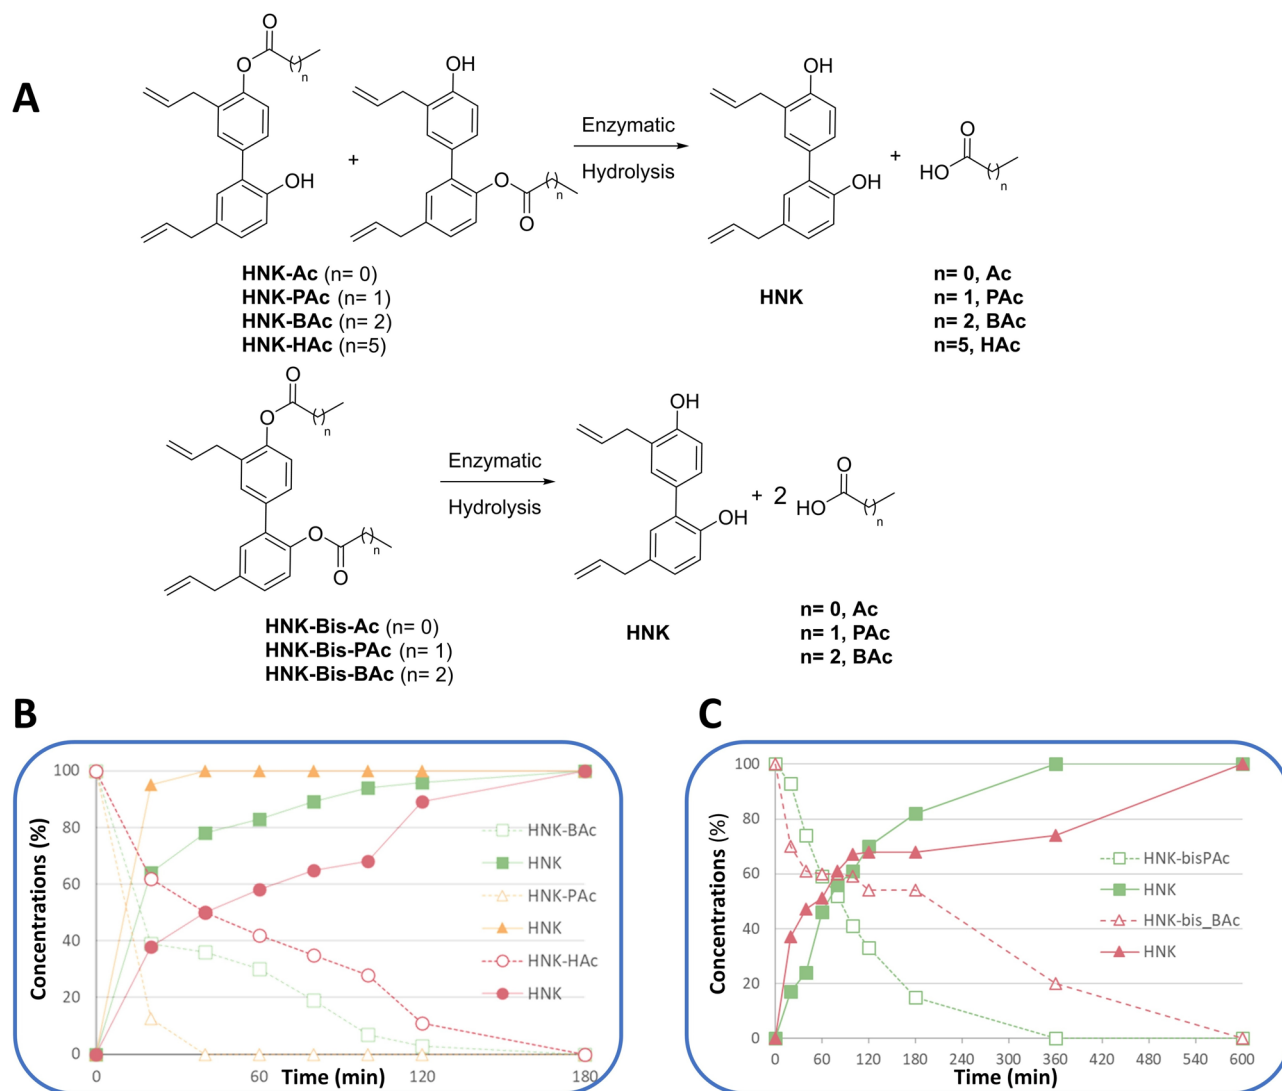 A
O
O
n
OH
OH
+
O
O
n
Enzymatic
Hydrolysis
OH
OH
+
O
HO
n
HNK-Ac (n= 0)
HNK-PAc (n= 1)
HNK-BAc (n= 2)
HNK-HAc (n=5)
HNK
n= 0, Ac
n= 1, PAc
n= 2, BAc
n=5, HAc
O
O
n
O
O
n
Enzymatic
Hydrolysis
OH
OH
+ 2
O
HO
n
HNK-Bis-Ac (n= 0)
HNK-Bis-PAc (n= 1)
HNK-Bis-BAc (n= 2)
HNK
n= 0, Ac
n= 1, PAc
n= 2, BAc
B
Concentrations (%)
100
80
60
40
20
0
0 60 120 180
Time (min)
HNK-BAc
HNK
HNK-PAc
HNK
HNK-HAc
HNK
C
Concentrations (%)
100
80
60
40
20
0
0 60 120 180 240 300 360 420 480 540 600
Time (min)
HNK-bisPAc
HNK
HNK-bis_BAc
HNK